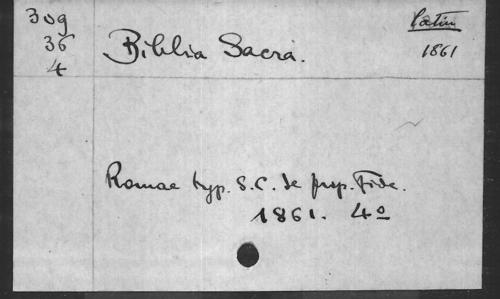 309
36
4
Biblia Sacra.
Latin
1861
Romae typ. S.C. de prop. Fide.
1861. 4º